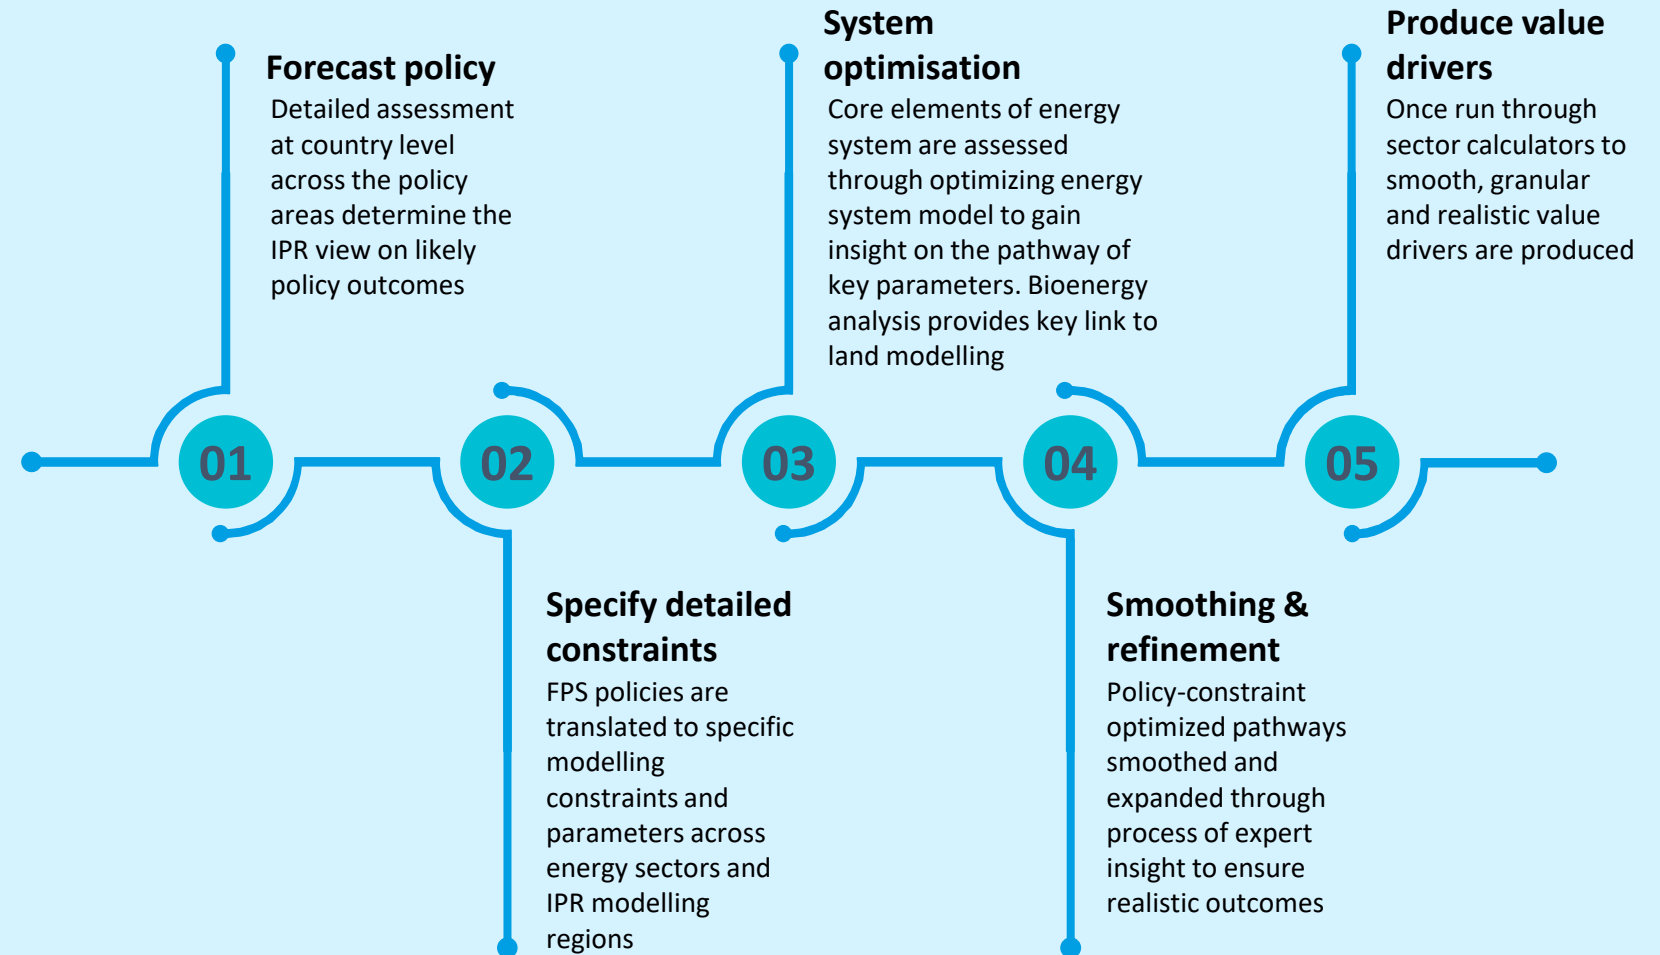 01
Forecast policy
Detailed assessment
at country level
across the policy
areas determine the
IPR view on likely
policy outcomes
02
Specify detailed
constraints
FPS policies are
translated to specific
modelling
constraints and
parameters across
energy sectors and
IPR modelling
regions
03
System
optimisation
Core elements of energy
system are assessed
through optimizing energy
system model to gain
insight on the pathway of
key parameters. Bioenergy
analysis provides key link to
land modelling
04
Smoothing &
refinement
Policy-constraint
optimized pathways
smoothed and
expanded through
process of expert
insight to ensure
realistic outcomes
05
Produce value
drivers
Once run through
sector calculators to
smooth, granular
and realistic value
drivers are produced